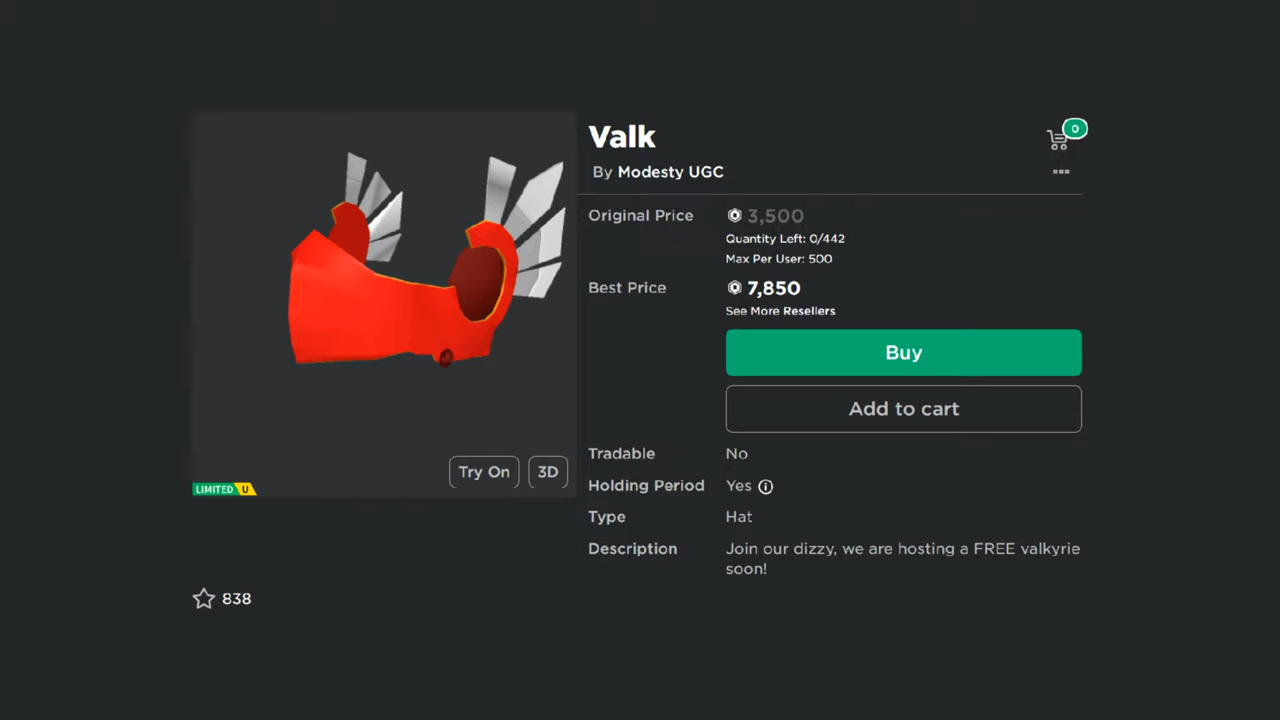 Valk
0
By Modesty UGC
Original Price 3,500
Quantity Left: 0/442
Max Per User: 500
Best Price 7,850
See More Resellers
Buy
Add to cart
Try On 3D
LIMITED U
Tradable No
Holding Period Yes
Type Hat
Description Join our dizzy, we are hosting a FREE valkyrie
soon!
838